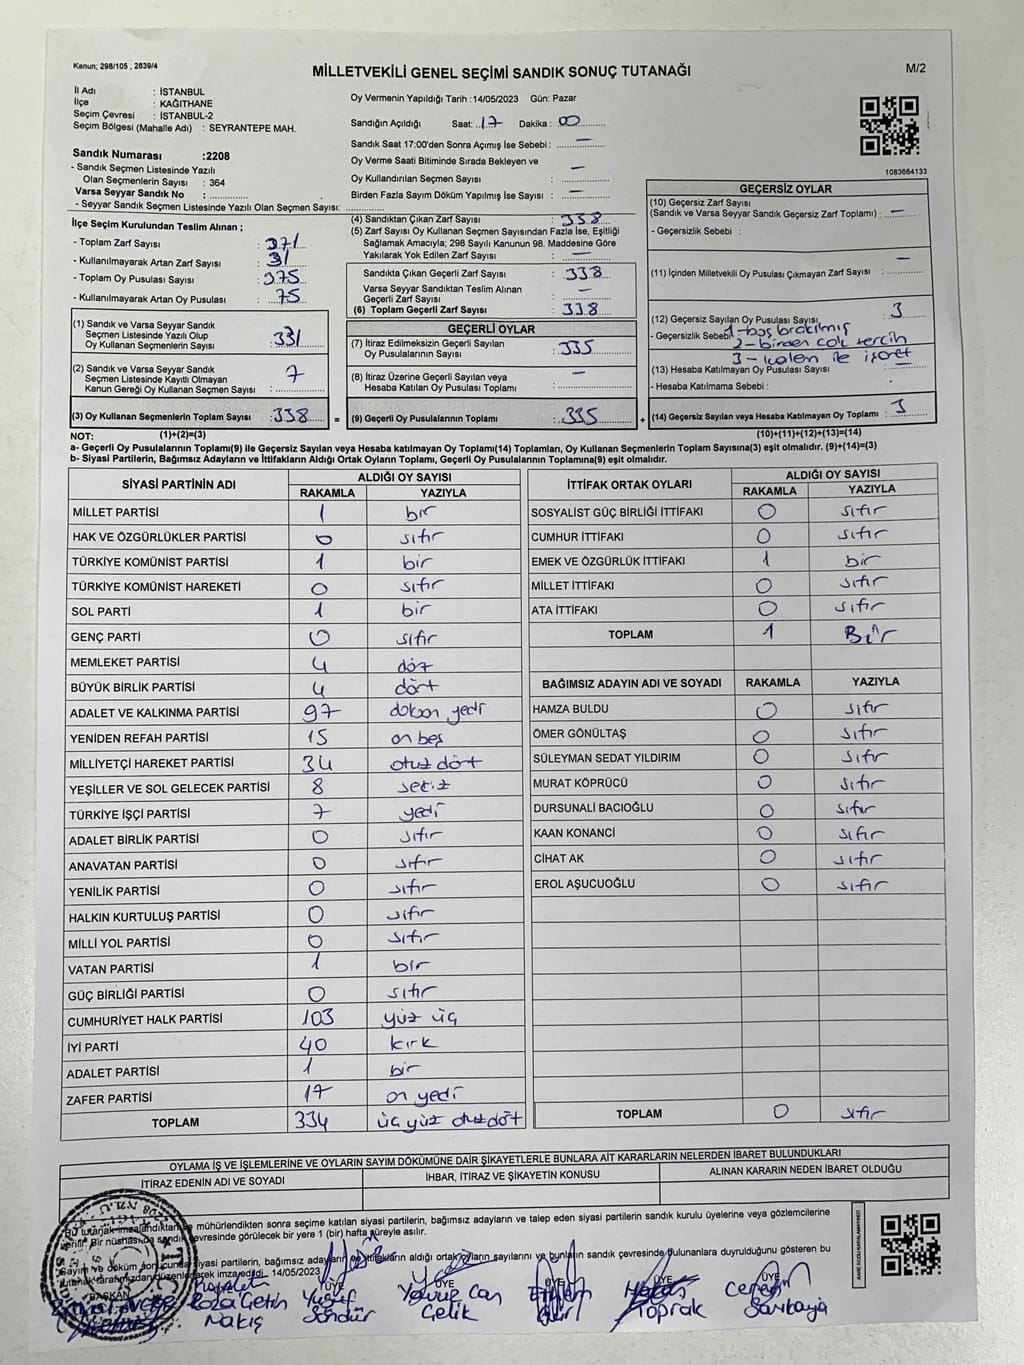 Kanun; 298/105 , 2839/4
MİLLETVEKİLİ GENEL SEÇİMİ SANDIK SONUÇ TUTANAĞI
M/2
İl Adı : İSTANBUL
İlçe : KAĞITHANE
Seçim Çevresi : İSTANBUL-2
Seçim Bölgesi (Mahalle Adı) : SEYRANTEPE MAH.
Sandık Numarası :2208
- Sandık Seçmen Listesinde Yazılı
Olan Seçmenlerin Sayısı : 364
Varsa Seyyar Sandık No :
- Seyyar Sandık Seçmen Listesinde Yazılı Olan Seçmen Sayısı:
Oy Vermenin Yapıldığı Tarih :14/05/2023 Gün: Pazar
Sandığın Açıldığı Saat: 17 Dakika : 00
Sandık Saat 17:00'den Sonra Açımış İse Sebebi : —
Oy Verme Saati Bitiminde Sırada Bekleyen ve
Oy Kullandırılan Seçmen Sayısı : —
Birden Fazla Sayım Döküm Yapılmış İse Sayısı : —
1083664133
İlçe Seçim Kurulundan Teslim Alınan ;
- Toplam Zarf Sayısı : 371
- Kullanılmayarak Artan Zarf Sayısı : 31
- Toplam Oy Pusulası Sayısı : 375
- Kullanılmayarak Artan Oy Pusulası : 75
(1) Sandık ve Varsa Seyyar Sandık
Seçmen Listesinde Yazılı Olup
Oy Kullanan Seçmenlerin Sayısı : 331
(2) Sandık ve Varsa Seyyar Sandık
Seçmen Listesinde Kayıtlı Olmayan
Kanun Gereği Oy Kullanan Seçmen Sayısı : 7
(3) Oy Kullanan Seçmenlerin Toplam Sayısı :338
(4) Sandıktan Çıkan Zarf Sayısı : 338
(5) Zarf Sayısı Oy Kullanan Seçmen Sayısından Fazla İse, Eşitliği
Sağlamak Amacıyla; 298 Sayılı Kanunun 98. Maddesine Göre
Yakılarak Yok Edilen Zarf Sayısı : —
Sandıkta Çıkan Geçerli Zarf Sayısı : 338
Varsa Seyyar Sandıktan Teslim Alınan
Geçerli Zarf Sayısı : —
(6) Toplam Geçerli Zarf Sayısı : 338
GEÇERLİ OYLAR
(7) İtiraz Edilmeksizin Geçerli Sayılan
Oy Pusulalarının Sayısı : 335
(8) İtiraz Üzerine Geçerli Sayılan veya
Hesaba Katılan Oy Pusulası Toplamı : —
= (9) Geçerli Oy Pusulalarının Toplamı : 335
GEÇERSİZ OYLAR
(10) Geçersiz Zarf Sayısı
(Sandık ve Varsa Seyyar Sandık Geçersiz Zarf Toplamı) : —
- Geçersizlik Sebebi :
(11) İçinden Milletvekili Oy Pusulası Çıkmayan Zarf Sayısı : —
(12) Geçersiz Sayılan Oy Pusulası Sayısı : 3
- Geçersizlik Sebebi: 1- boş bırakılmış
2- birden çok tercih
3- kalem ile işaret
(13) Hesaba Katılmayan Oy Pusulası Sayısı :
- Hesaba Katılmama Sebebi :
+ (14) Geçersiz Sayılan veya Hesaba Katılmayan Oy Toplamı : 3
NOT: (1)+(2)=(3) (10)+(11)+(12)+(13)=(14)
a- Geçerli Oy Pusulalarının Toplamı(9) ile Geçersiz Sayılan veya Hesaba katılmayan Oy Toplamı(14) Toplamları, Oy Kullanan Seçmenlerin Toplam Sayısına(3) eşit olmalıdır. (9)+(14)=(3)
b- Siyasi Partilerin, Bağımsız Adayların ve İttifakların Aldığı Ortak Oyların Toplamı, Geçerli Oy Pusulalarının Toplamına(9) eşit olmalıdır.
SİYASİ PARTİNİN ADI ALDIĞI OY SAYISI
RAKAMLA YAZIYLA
MİLLET PARTİSİ 1 bir
HAK VE ÖZGÜRLÜKLER PARTİSİ 0 sıfır
TÜRKİYE KOMÜNİST PARTİSİ 1 bir
TÜRKİYE KOMÜNİST HAREKETİ 0 sıfır
SOL PARTİ 1 bir
GENÇ PARTİ 0 sıfır
MEMLEKET PARTİSİ 4 dört
BÜYÜK BİRLİK PARTİSİ 4 dört
ADALET VE KALKINMA PARTİSİ 97 doksan yedi
YENİDEN REFAH PARTİSİ 15 on beş
MİLLİYETÇİ HAREKET PARTİSİ 34 otuz dört
YEŞİLLER VE SOL GELECEK PARTİSİ 8 sekiz
TÜRKİYE İŞÇİ PARTİSİ 7 yedi
ADALET BİRLİK PARTİSİ 0 sıfır
ANAVATAN PARTİSİ 0 sıfır
YENİLİK PARTİSİ 0 sıfır
HALKIN KURTULUŞ PARTİSİ 0 sıfır
MİLLİ YOL PARTİSİ 0 sıfır
VATAN PARTİSİ 1 bir
GÜÇ BİRLİĞİ PARTİSİ 0 sıfır
CUMHURİYET HALK PARTİSİ 103 yüz üç
İYİ PARTİ 40 kırk
ADALET PARTİSİ 1 bir
ZAFER PARTİSİ 17 on yedi
TOPLAM 334 üç yüz otuzdört
İTTİFAK ORTAK OYLARI ALDIĞI OY SAYISI
RAKAMLA YAZIYLA
SOSYALİST GÜÇ BİRLİĞİ İTTİFAKI 0 sıfır
CUMHUR İTTİFAKI 0 sıfır
EMEK VE ÖZGÜRLÜK İTTİFAKI 1 bir
MİLLET İTTİFAKI 0 sıfır
ATA İTTİFAKI 0 sıfır
TOPLAM 1 Bir
BAĞIMSIZ ADAYIN ADI VE SOYADI RAKAMLA YAZIYLA
HAMZA BULDU 0 sıfır
ÖMER GÖNÜLTAŞ 0 sıfır
SÜLEYMAN SEDAT YILDIRIM 0 sıfır
MURAT KÖPRÜCÜ 0 sıfır
DURSUNALİ BACIOĞLU 0 sıfır
KAAN KONANCİ 0 sıfır
CİHAT AK 0 sıfır
EROL AŞUCUOĞLU 0 sıfır
TOPLAM 0 sıfır
OYLAMA İŞ VE İŞLEMLERİNE VE OYLARIN SAYIM DÖKÜMÜNE DAİR ŞİKAYETLERLE BUNLARA AİT KARARLARIN NELERDEN İBARET BULUNDUKLARI
İTİRAZ EDENİN ADI VE SOYADI İHBAR, İTİRAZ VE ŞİKAYETİN KONUSU ALINAN KARARIN NEDEN İBARET OLDUĞU
Bu tutanak imzalandıktan ve mühürlendikten sonra seçime katılan siyasi partilerin, bağımsız adayların ve talep eden siyasi partilerin sandık kurulu üyelerine veya gözlemcilerine
verilir. Bir nüshası da sandık çevresinde görülecek bir yere 1 (bir) hafta süreyle asılır.
Sayım ve döküm sonucunda siyasi partilerin, bağımsız adayların ve ittifakların aldığı ortak oyların sayılarını ve bunların sandık çevresinde bulunanlara duyrulduğunu gösteren bu
tutanak tarafımızdan düzenlenerek imza edildi. 14/05/2023
BAŞKAN ÜYE ÜYE ÜYE ÜYE ÜYE
Roza Çetin Yusuf Yavuz Can Ceren
Nakış Söndür Çelik Toprak Sarıkaya